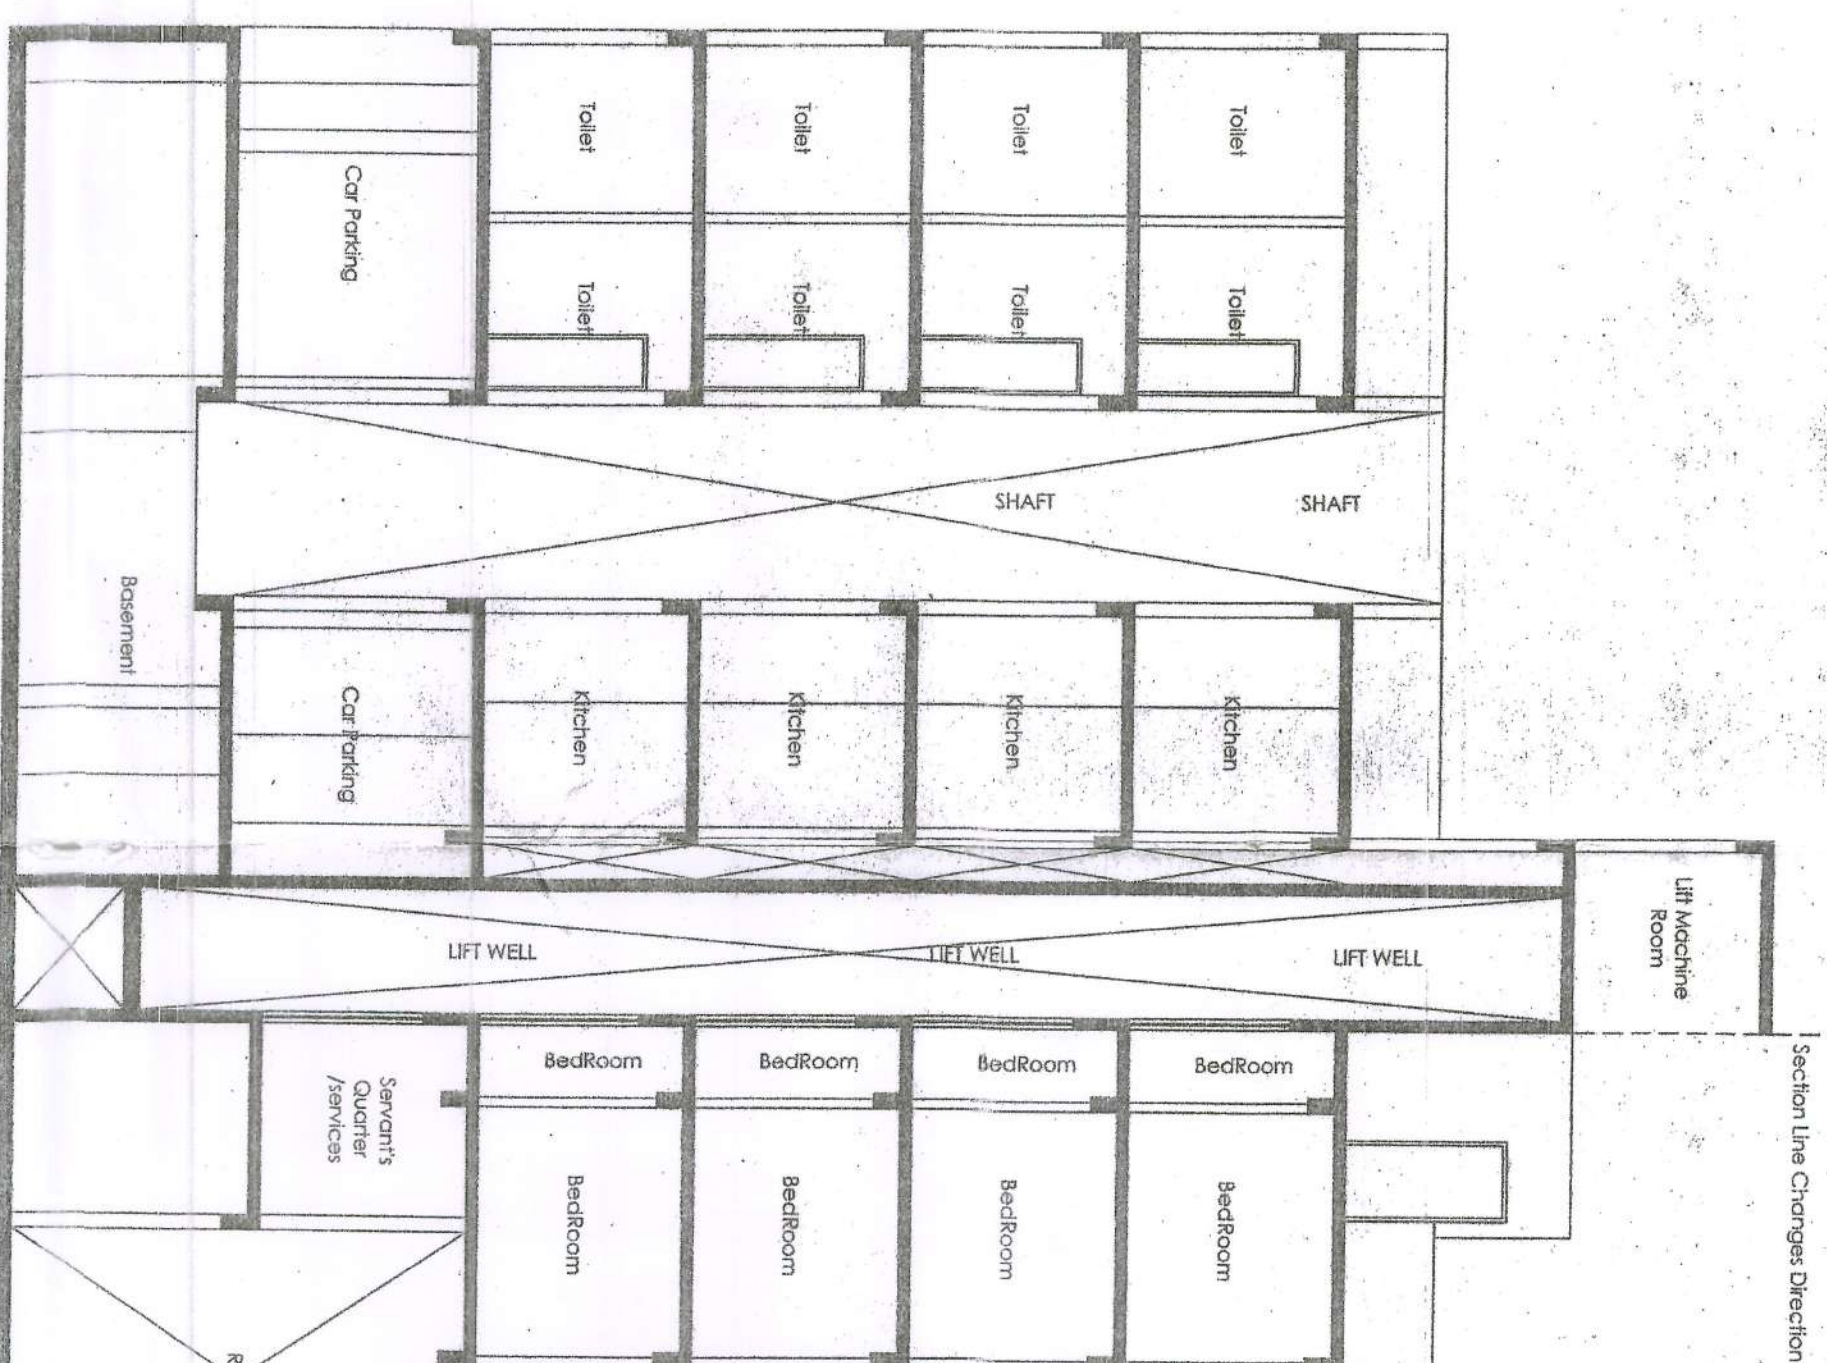 Toilet
Toilet
Toilet
Toilet
Car Parking
Toilet
Toilet
Toilet
Toilet
SHAFT
SHAFT
Basement
Car Parking
Kitchen
Kitchen
Kitchen
Kitchen
Lift Machine
Room
LIFT WELL
LIFT WELL
LIFT WELL
Section Line Changes Direction
Servant's
Quarter
/services
BedRoom
BedRoom
BedRoom
BedRoom
BedRoom
BedRoom
BedRoom
BedRoom